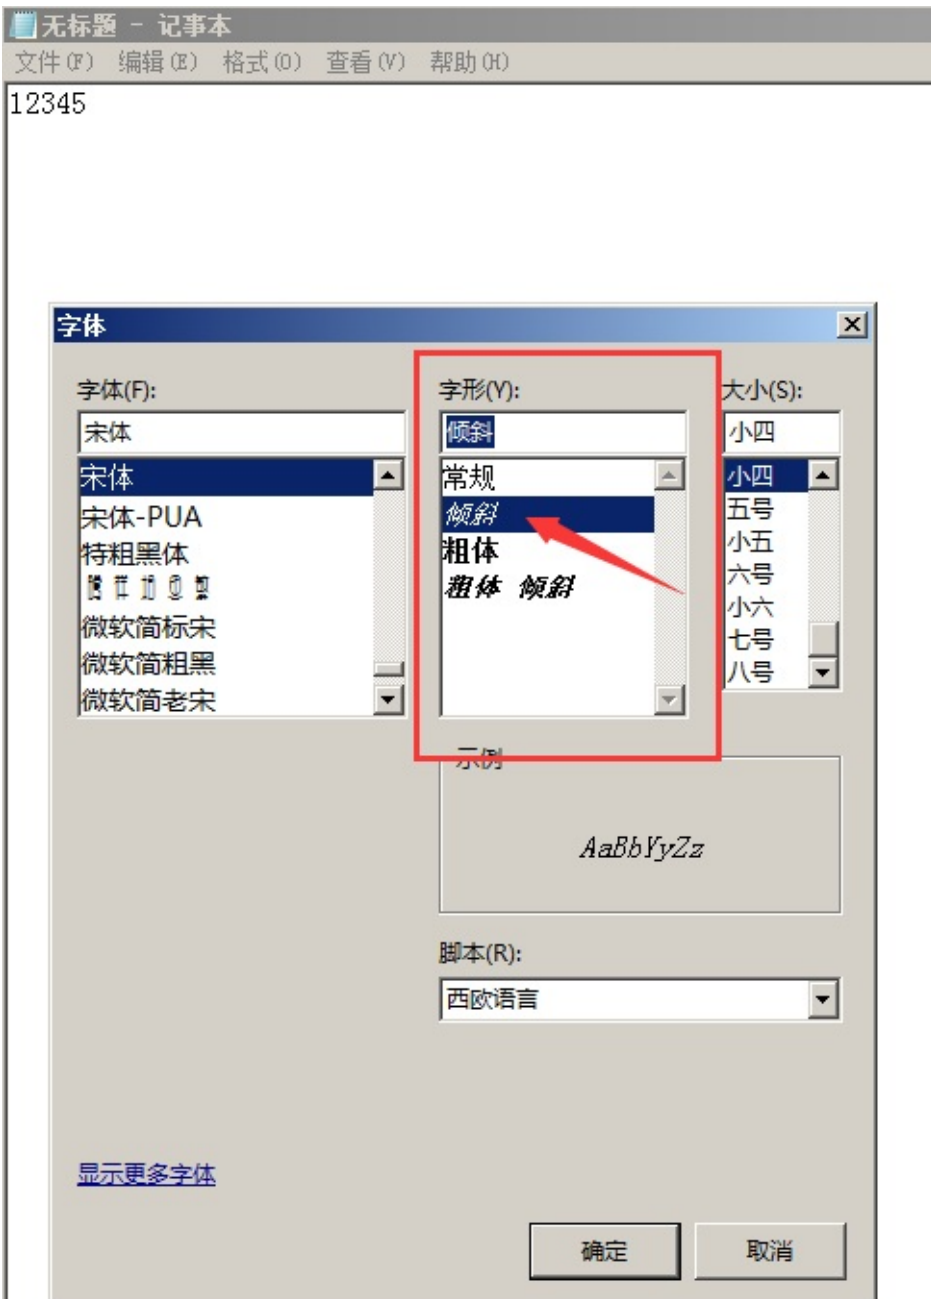 无标题 - 记事本
文件(F) 编辑(E) 格式(O) 查看(V) 帮助(H)
12345
字体
字体(F):
宋体
宋体
宋体-PUA
特粗黑体
微软简标宋
微软简粗黑
微软简老宋
字形(Y):
倾斜
常规
倾斜
粗体
粗体 倾斜
大小(S):
小四
小四
五号
小五
六号
小六
七号
八号
示例
AaBbYyZz
脚本(R):
西欧语言
显示更多字体
确定
取消